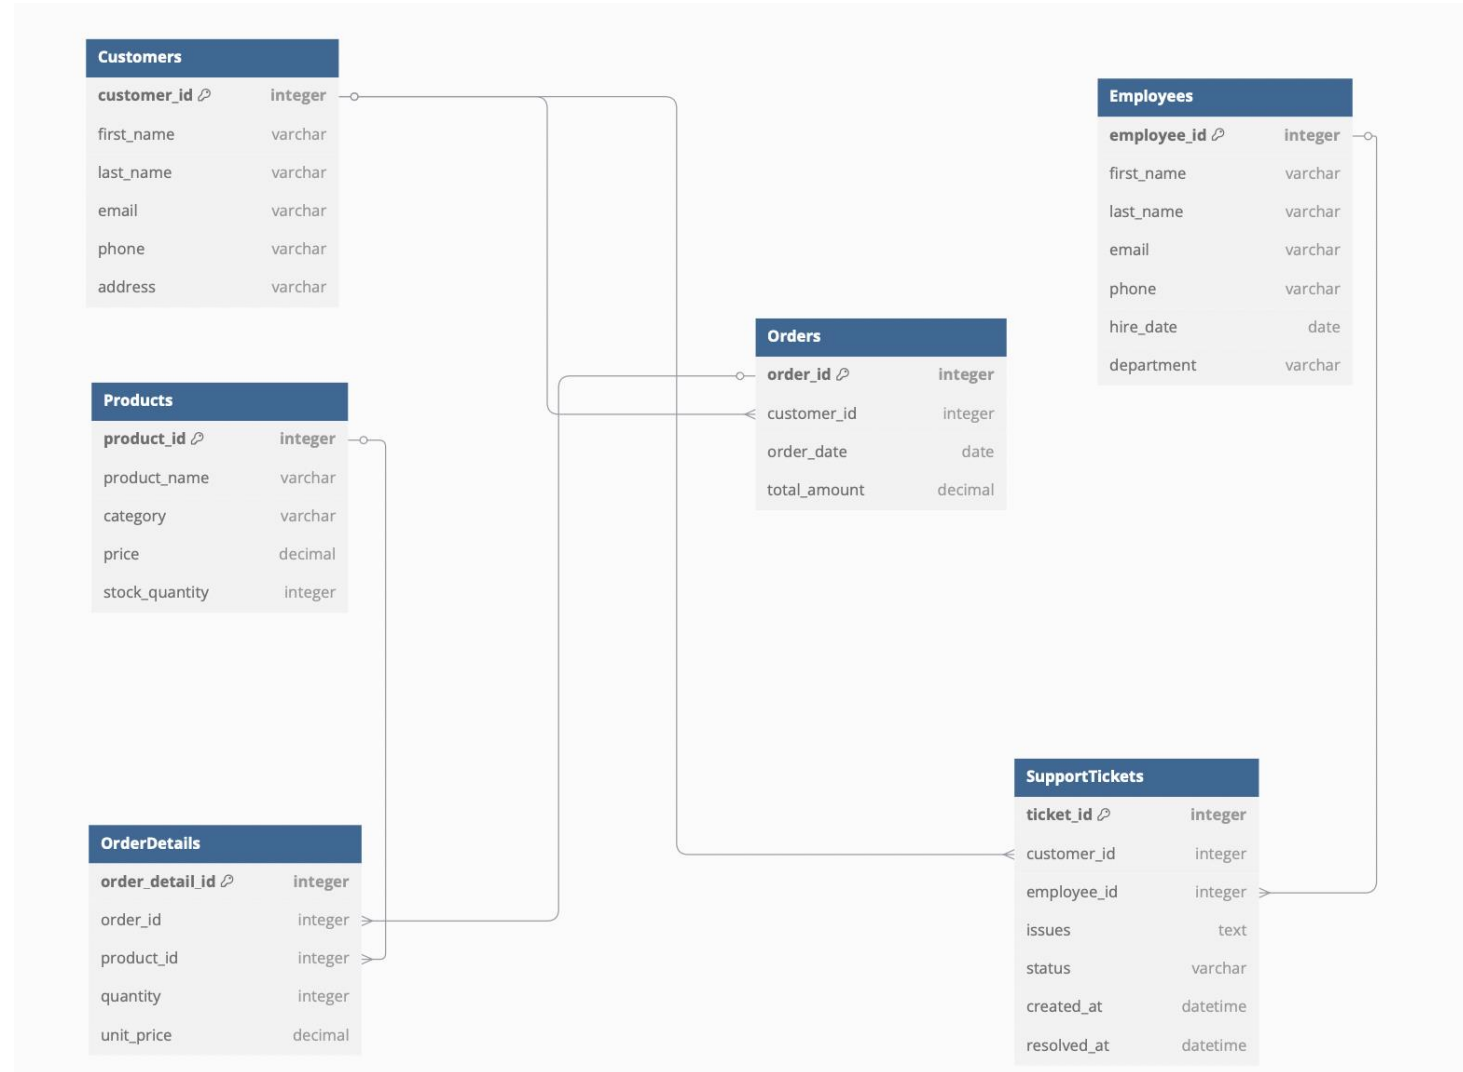 Customers
customer_id integer
first_name varchar
last_name varchar
email varchar
phone varchar
address varchar
Products
product_id integer
product_name varchar
category varchar
price decimal
stock_quantity integer
OrderDetails
order_detail_id integer
order_id integer
product_id integer
quantity integer
unit_price decimal
Orders
order_id integer
customer_id integer
order_date date
total_amount decimal
Employees
employee_id integer
first_name varchar
last_name varchar
email varchar
phone varchar
hire_date date
department varchar
SupportTickets
ticket_id integer
customer_id integer
employee_id integer
issues text
status varchar
created_at datetime
resolved_at datetime